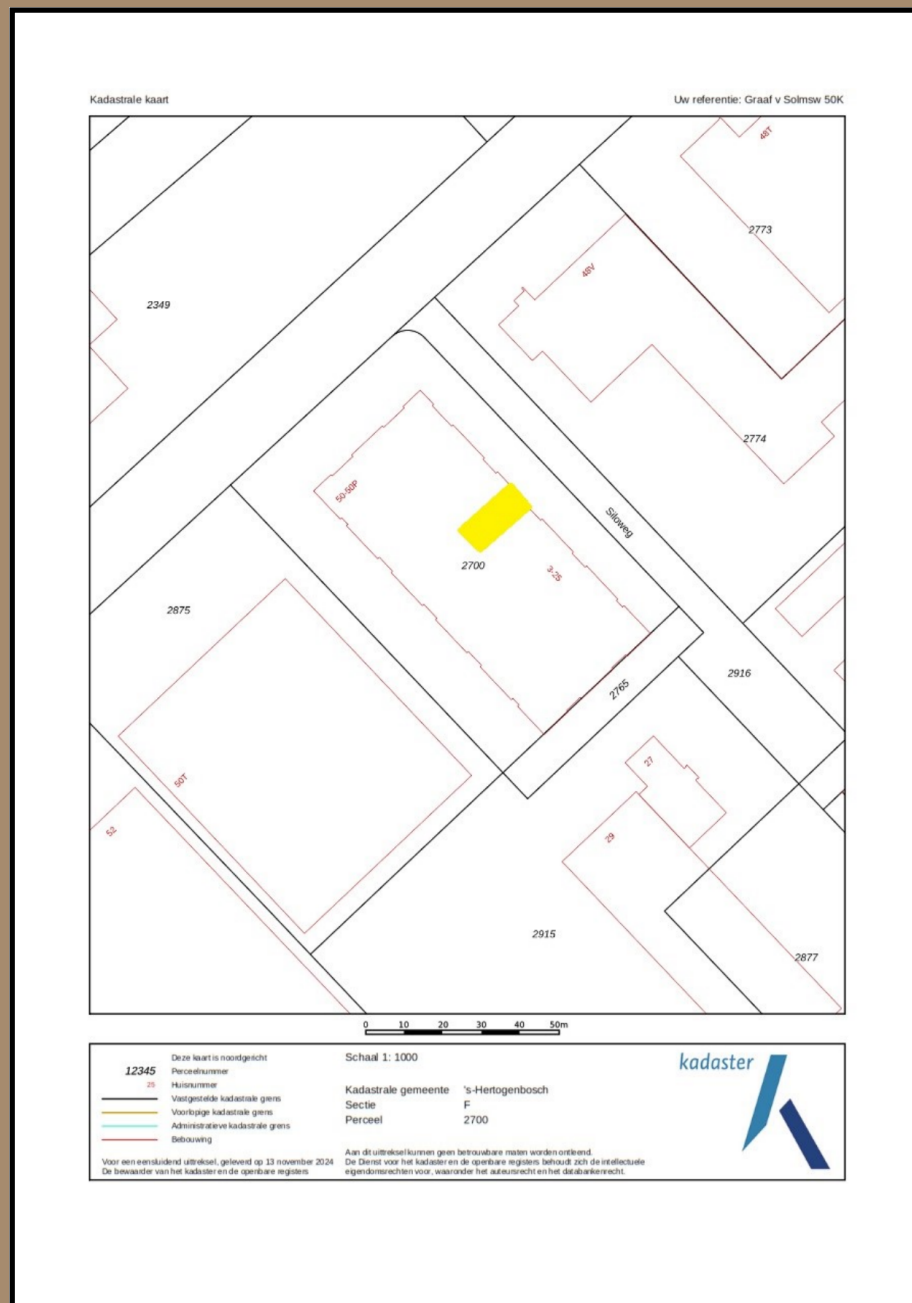 Kadastrale kaart
Uw referentie: Graaf v Solmsw 50K
48T
2773
48V
2349
2774
50-50P
Siloweg
2700
3-25
2875
2916
2765
27
50T
52
29
2915
2877
0 10 20 30 40 50m
12345
25
Deze kaart is noordgericht
Perceelnummer
Huisnummer
Vastgestelde kadastrale grens
Voorlopige kadastrale grens
Administratieve kadastrale grens
Bebouwing
Voor een eensluidend uittreksel, geleverd op 13 november 2024
De bewaarder van het kadaster en de openbare registers
Schaal 1: 1000
Kadastrale gemeente 's-Hertogenbosch
Sectie F
Perceel 2700
Aan dit uittreksel kunnen geen betrouwbare maten worden ontleend.
De Dienst voor het kadaster en de openbare registers behoudt zich de intellectuele
eigendomsrechten voor, waaronder het auteursrecht en het databankenrecht.
kadaster